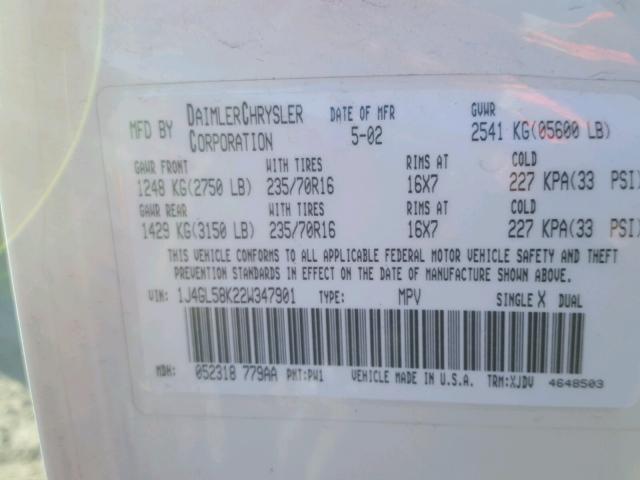 MFD BY DAIMLERCHRYSLER CORPORATION DATE OF MFR 5-02 GVWR 2541 KG(05600 LB)
GAWR FRONT WITH TIRES RIMS AT COLD
1248 KG(2750 LB) 235/70R16 16X7 227 KPA(33 PSI)
GAWR REAR WITH TIRES RIMS AT COLD
1429 KG(3150 LB) 235/70R16 16X7 227 KPA(33 PSI
THIS VEHICLE CONFORMS TO ALL APPLICABLE FEDERAL MOTOR VEHICLE SAFETY AND THEFT
PREVENTION STANDARDS IN EFFECT ON THE DATE OF MANUFACTURE SHOWN ABOVE.
VIN: 1J4GL58K22W347901 TYPE: MPV SINGLE X DUAL
MDH: 052318 779AA PNT:PW1 VEHICLE MADE IN U.S.A. TRM:XJDV 4648503